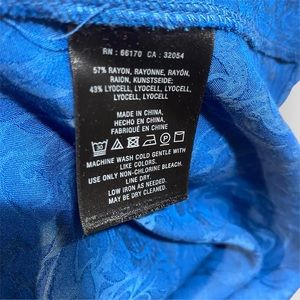 RN : 66170 CA : 32054
57% RAYON, RAYONNE, RAYÓN,
RAION, KUNSTSEIDE;
43% LYOCELL, LYOCELL, LYOCELL,
LYOCELL, LYOCELL
MADE IN CHINA,
HECHO EN CHINA,
FABRIQUÉ EN CHINE
MACHINE WASH COLD GENTLE WITH
LIKE COLORS.
USE ONLY NON-CHLORINE BLEACH.
LINE DRY.
LOW IRON AS NEEDED.
MAY BE DRY CLEANED.